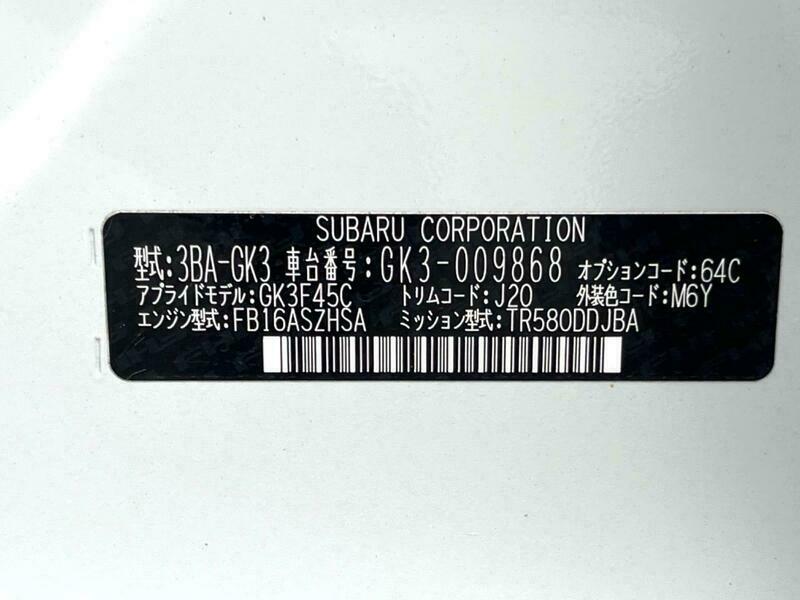 SUBARU CORPORATION
型式:3BA-GK3 車台番号:GK3-009868 オプションコード:64C
アプライドモデル:GK3F45C トリムコード:J20 外装色コード:M6Y
エンジン型式:FB16ASZHSA ミッション型式:TR580DDJBA